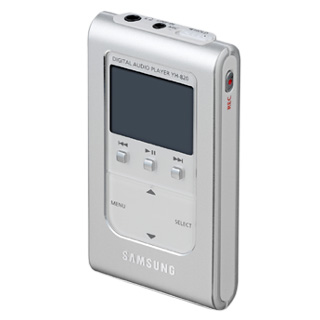 DIGITAL AUDIO PLAYER YH-820
REC
MENU
SELECT
SAMSUNG